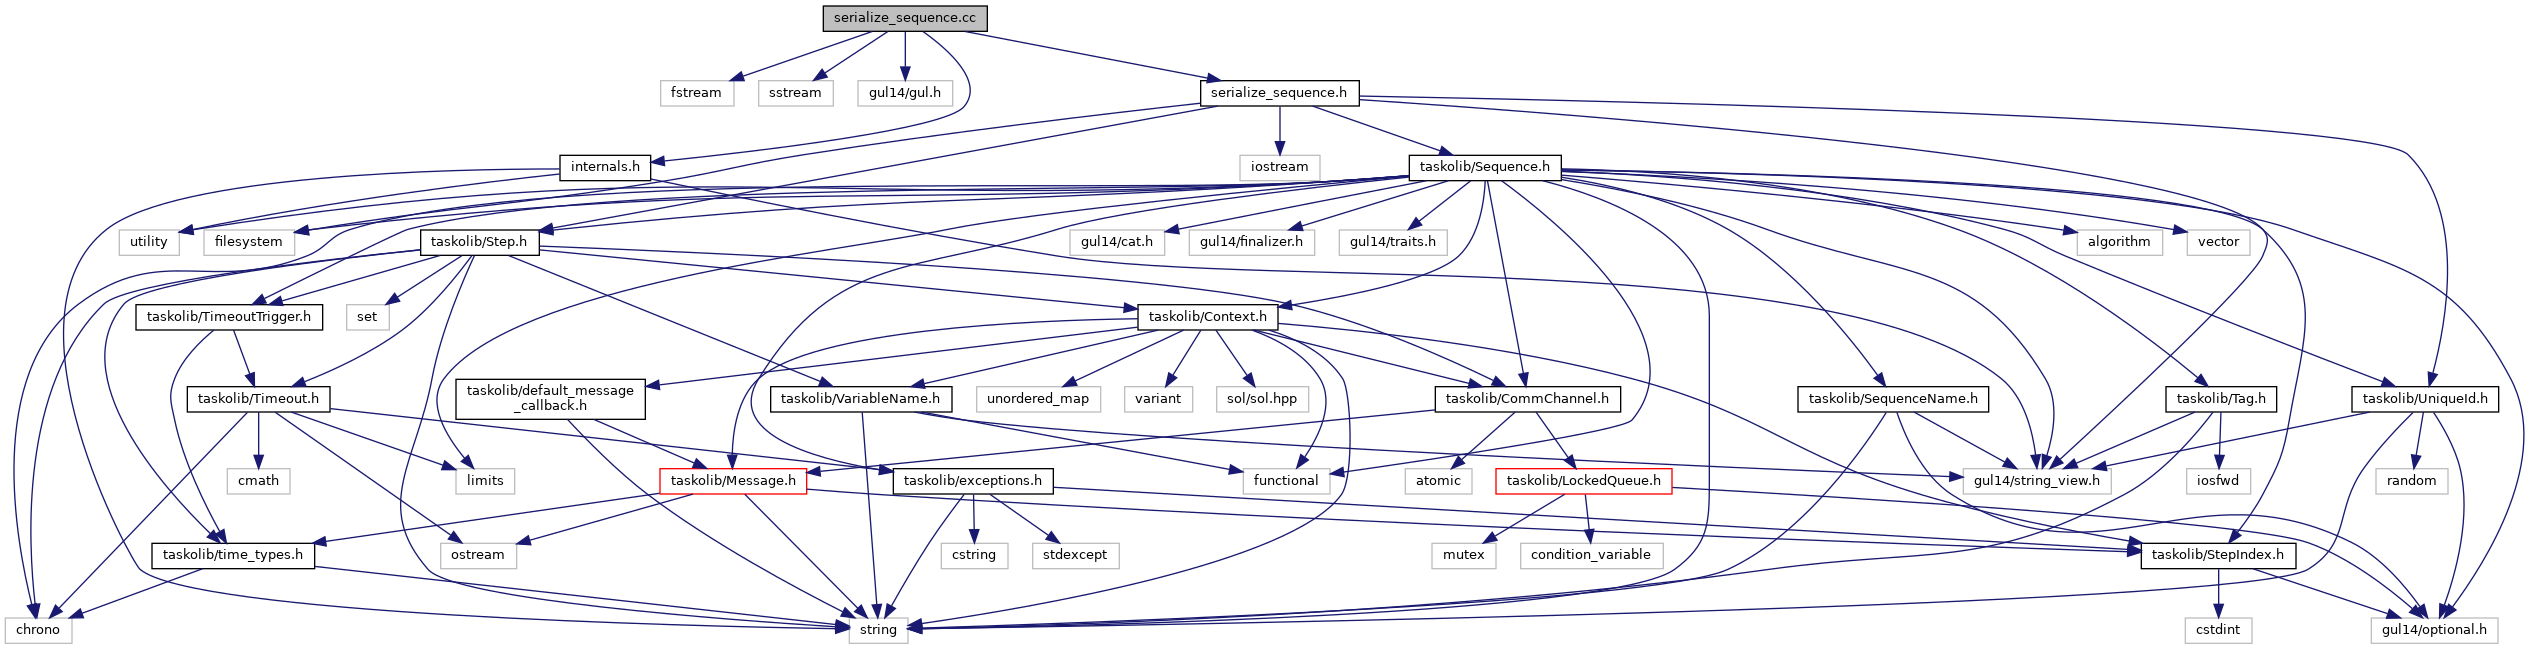 serialize_sequence.cc
fstream
sstream
gul14/gul.h
serialize_sequence.h
internals.h
iostream
taskolib/Sequence.h
utility
filesystem
taskolib/Step.h
gul14/cat.h
gul14/finalizer.h
gul14/traits.h
algorithm
vector
taskolib/TimeoutTrigger.h
set
taskolib/Context.h
taskolib/Timeout.h
taskolib/default_message
_callback.h
taskolib/VariableName.h
unordered_map
variant
sol/sol.hpp
taskolib/CommChannel.h
taskolib/SequenceName.h
taskolib/Tag.h
taskolib/UniqueId.h
cmath
limits
taskolib/Message.h
taskolib/exceptions.h
functional
atomic
taskolib/LockedQueue.h
gul14/string_view.h
iosfwd
random
taskolib/time_types.h
ostream
cstring
stdexcept
mutex
condition_variable
taskolib/StepIndex.h
chrono
string
cstdint
gul14/optional.h